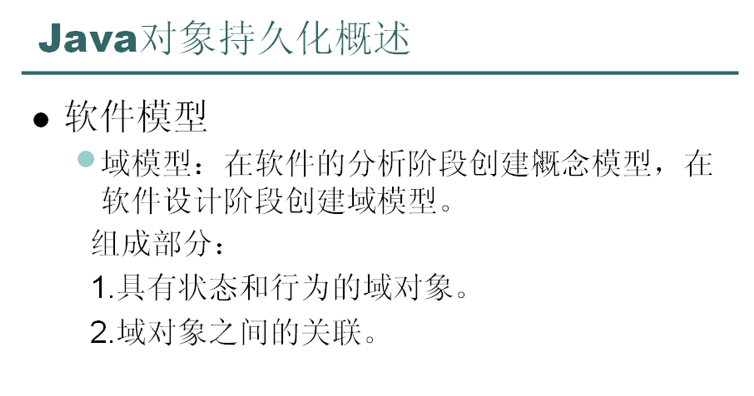 Java对象持久化概述
软件模型
域模型：在软件的分析阶段创建概念模型，在
软件设计阶段创建域模型。
组成部分：
1.具有状态和行为的域对象。
2.域对象之间的关联。